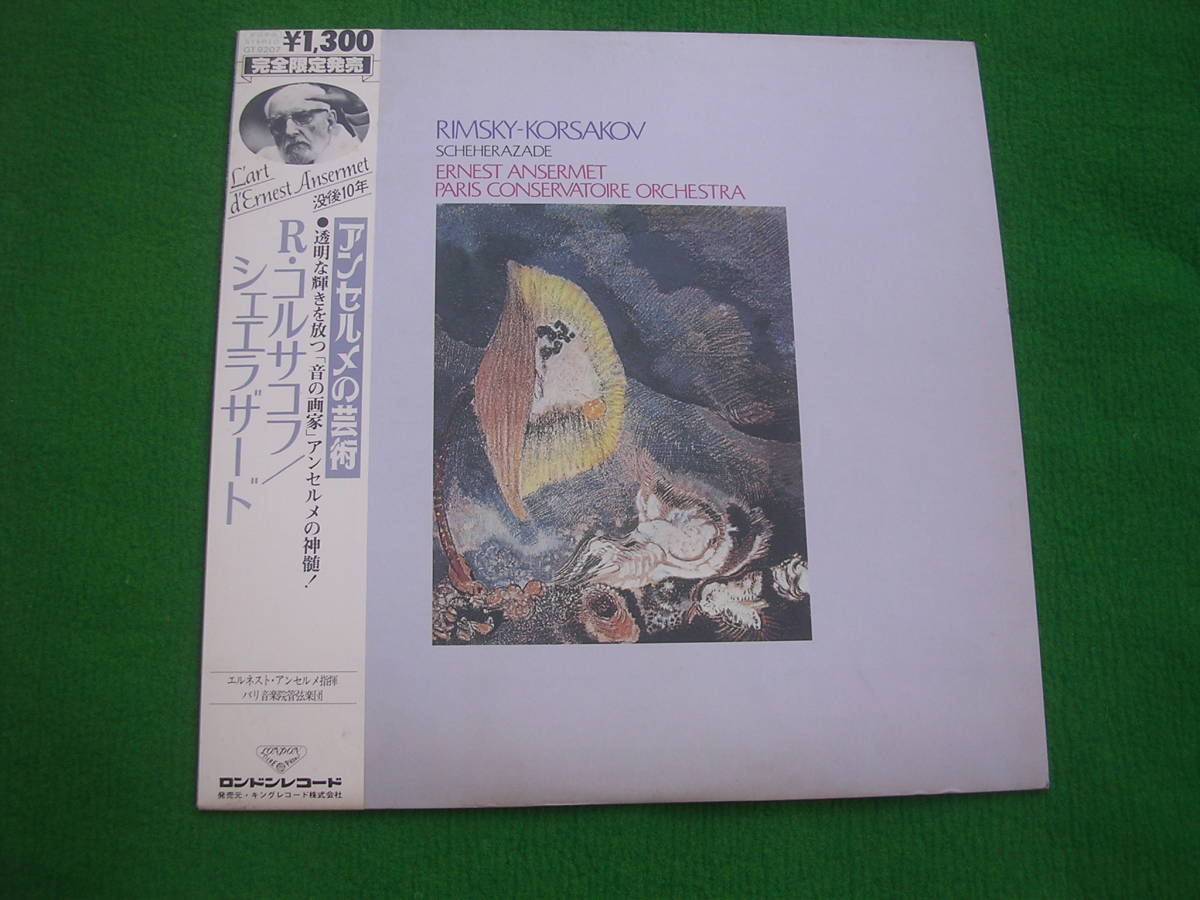 STEREO
GT 9207
¥1,300
完全限定発売
L'art
d'Ernest Ansermet
没後10年
アンセルメの芸術
●透明な輝きを放つ「音の画家」アンセルメの神髄!
R・コルサコフ/
シェエラザード
エルネスト・アンセルメ指揮
パリ音楽院管弦楽団
LONDON
ロンドンレコード
発売元・キングレコード株式会社
RIMSKY-KORSAKOV
SCHEHERAZADE
ERNEST ANSERMET
PARIS CONSERVATOIRE ORCHESTRA